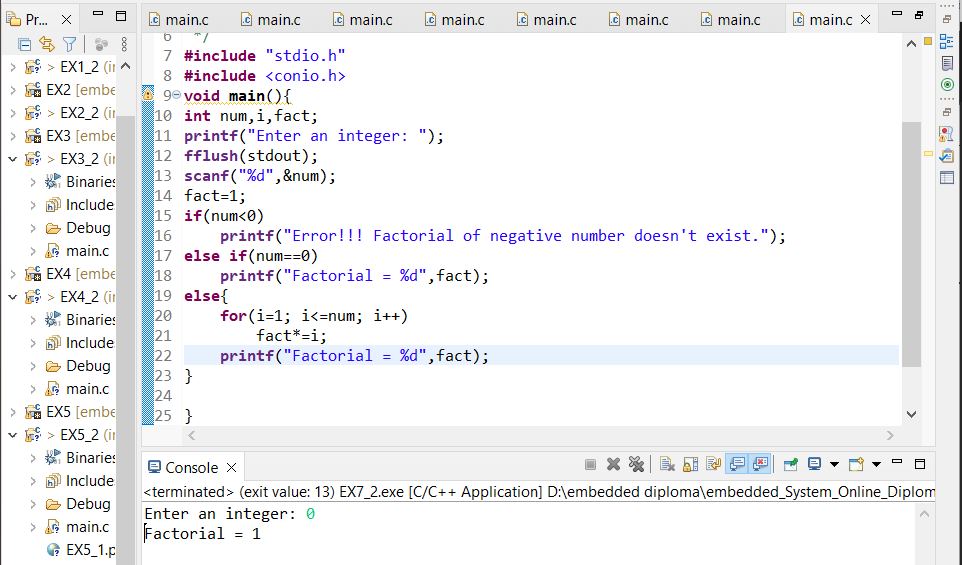 Pr...
main.c
main.c
main.c
main.c
main.c
main.c
main.c
main.c
> EX1_2 (in
EX2 [embe
> EX2_2 (in
EX3 [embe
> EX3_2 (in
Binaries
Include
Debug
main.c
EX4 [embe
> EX4_2 (in
Binaries
Include
Debug
main.c
EX5 [embe
> EX5_2 (in
Binaries
Include
Debug
main.c
EX5_1.p
6 */
7 #include "stdio.h"
8 #include <conio.h>
9 void main(){
10 int num,i,fact;
11 printf("Enter an integer: ");
12 fflush(stdout);
13 scanf("%d",&num);
14 fact=1;
15 if(num<0)
16 printf("Error!!! Factorial of negative number doesn't exist.");
17 else if(num==0)
18 printf("Factorial = %d",fact);
19 else{
20 for(i=1; i<=num; i++)
21 fact*=i;
22 printf("Factorial = %d",fact);
23 }
24
25 }
Console
<terminated> (exit value: 13) EX7_2.exe [C/C++ Application] D:\embedded diploma\embedded_System_Online_Diplom
Enter an integer: 0
Factorial = 1